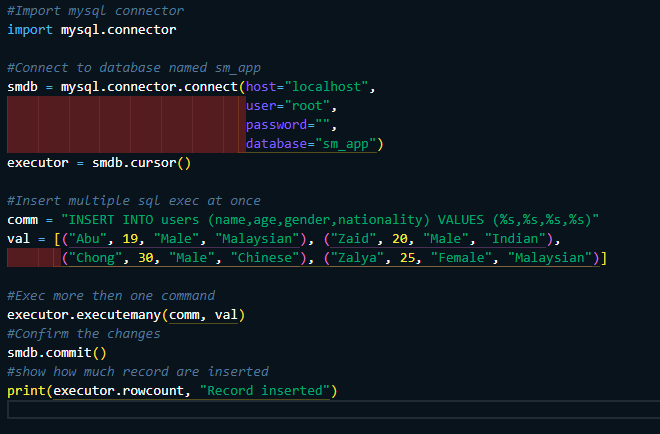 #Import mysql connector
import mysql.connector
#Connect to database named sm_app
smdb = mysql.connector.connect(host="localhost",
user="root",
password="",
database="sm_app")
executor = smdb.cursor()
#Insert multiple sql exec at once
comm = "INSERT INTO users (name,age,gender,nationality) VALUES (%s,%s,%s,%s)"
val = [("Abu", 19, "Male", "Malaysian"), ("Zaid", 20, "Male", "Indian"),
("Chong", 30, "Male", "Chinese"), ("Zalya", 25, "Female", "Malaysian")]
#Exec more then one command
executor.executemany(comm, val)
#Confirm the changes
smdb.commit()
#show how much record are inserted
print(executor.rowcount, "Record inserted")